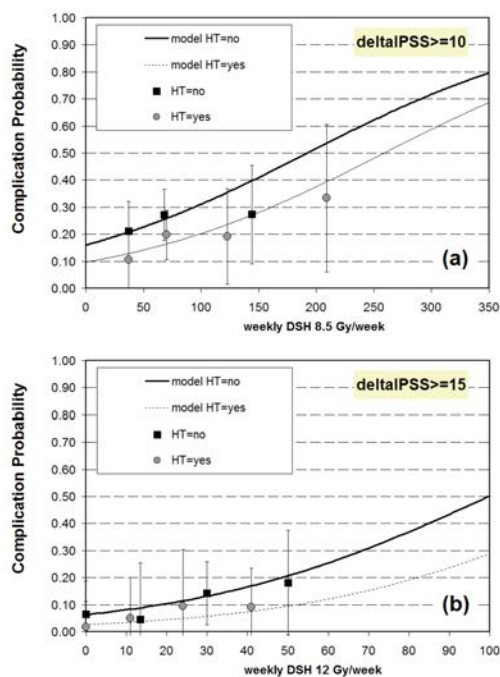 deltaIPSS>=10
model HT=no
model HT=yes
HT=no
HT=yes
Complication Probability
1.00
0.90
0.80
0.70
0.60
0.50
0.40
0.30
0.20
0.10
0.00
(a)
0 50 100 150 200 250 300 350
weekly DSH 8.5 Gy/week
deltaIPSS>=15
model HT=no
model HT=yes
HT=no
HT=yes
Complication Probability
1.00
0.90
0.80
0.70
0.60
0.50
0.40
0.30
0.20
0.10
0.00
(b)
0 10 20 30 40 50 60 70 80 90 100
weekly DSH 12 Gy/week